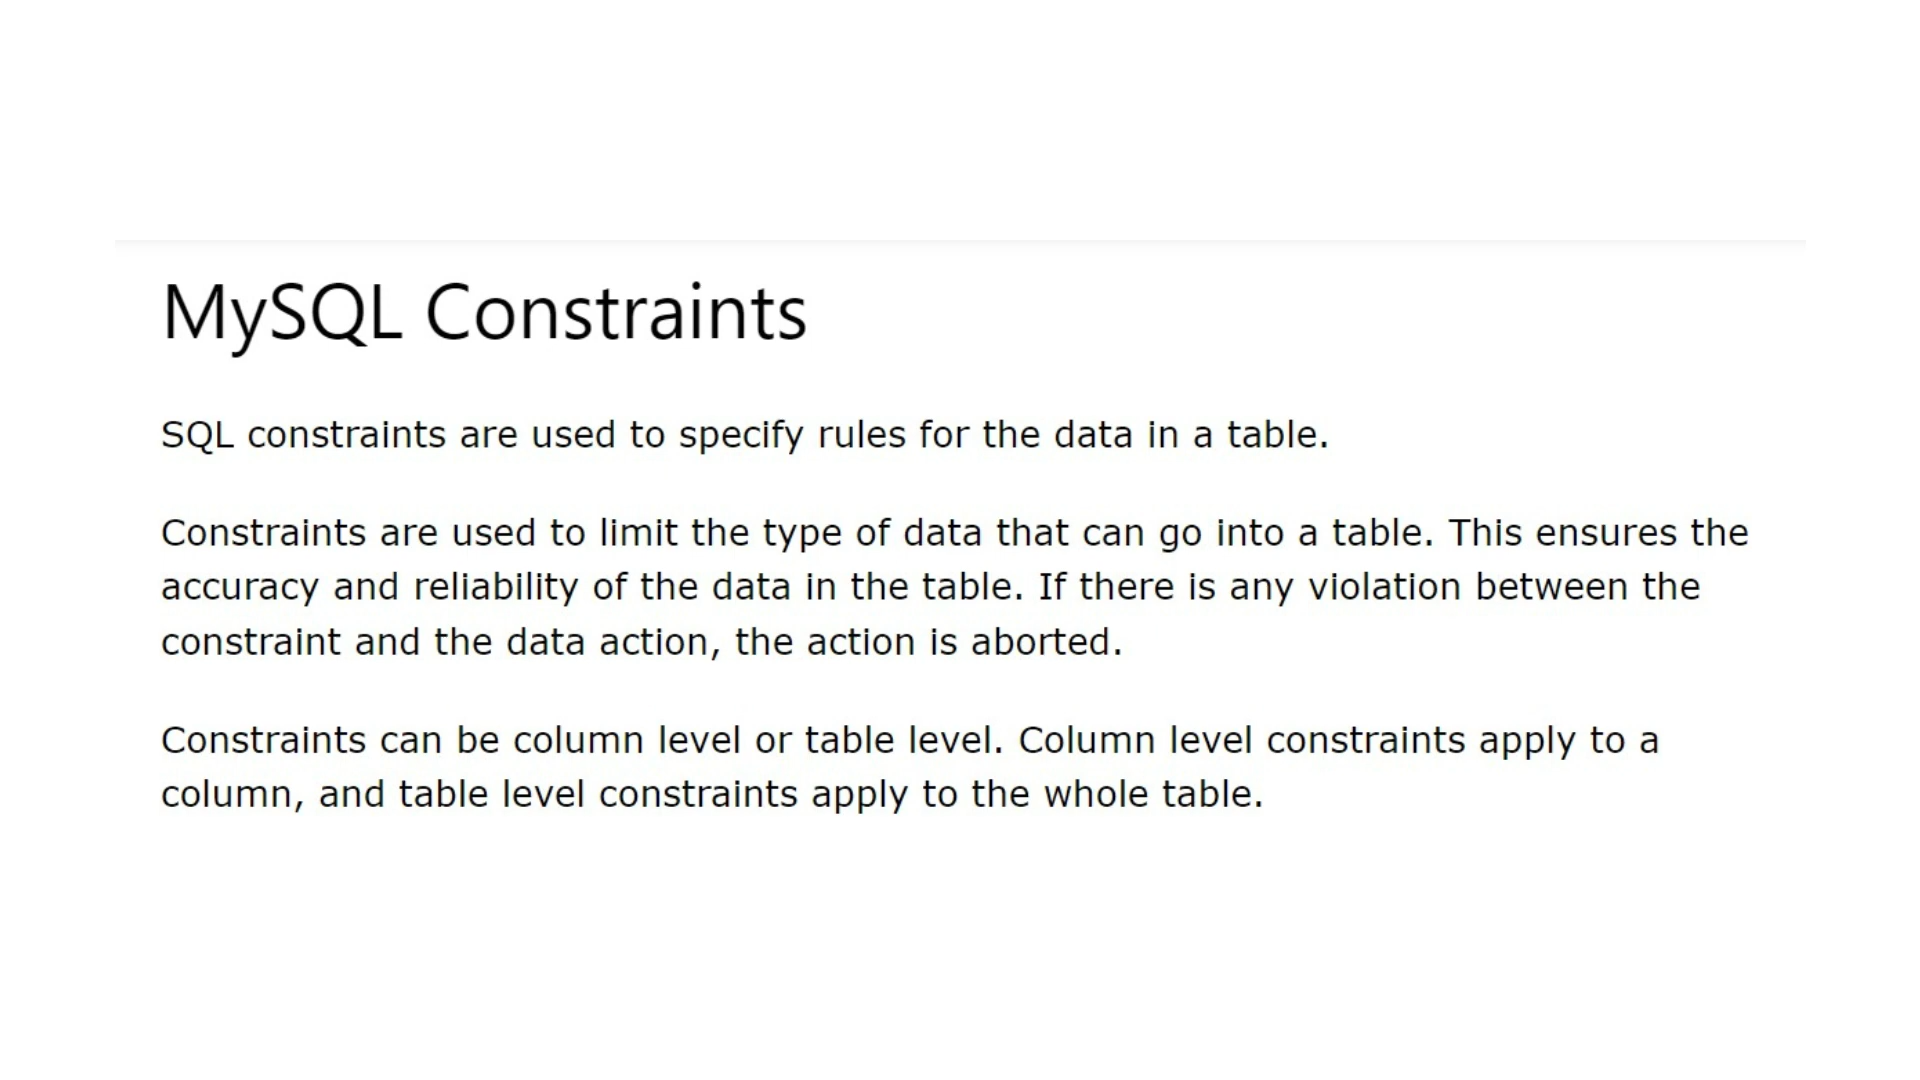 MySQL Constraints
SQL constraints are used to specify rules for the data in a table.
Constraints are used to limit the type of data that can go into a table. This ensures the
accuracy and reliability of the data in the table. If there is any violation between the
constraint and the data action, the action is aborted.
Constraints can be column level or table level. Column level constraints apply to a
column, and table level constraints apply to the whole table.